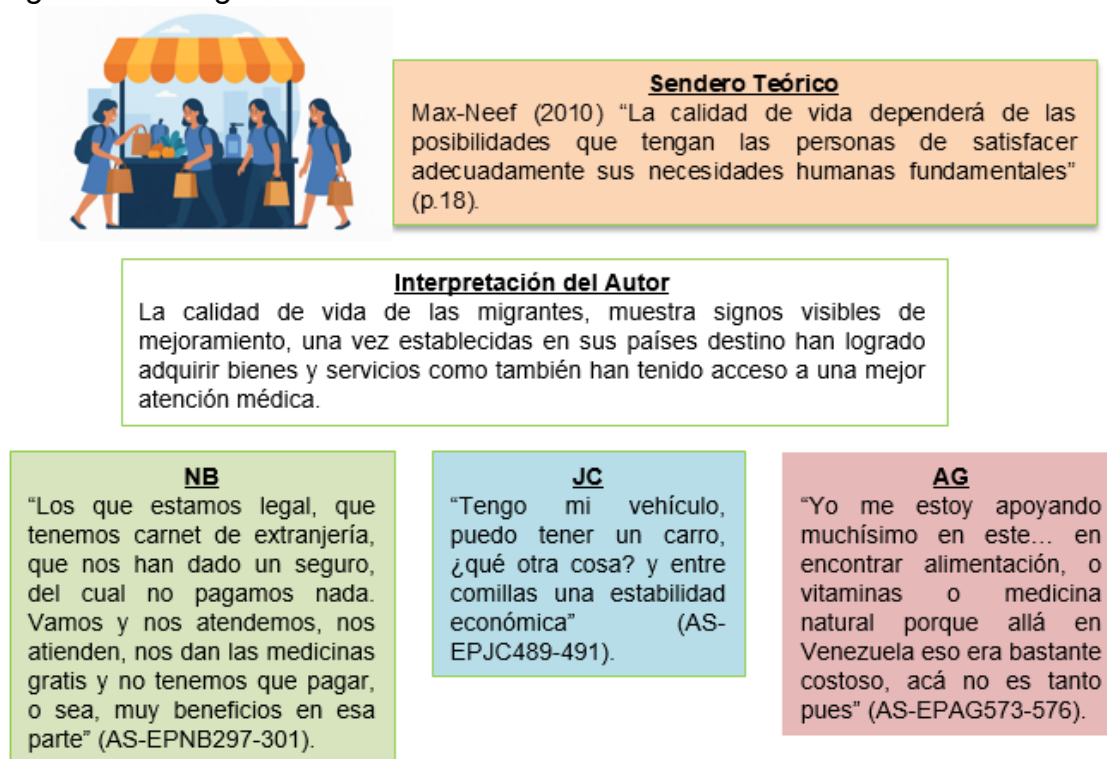 Sendero Teórico
Max-Neef (2010) “La calidad de vida dependerá de las
posibilidades que tengan las personas de satisfacer
adecuadamente sus necesidades humanas fundamentales”
(p.18).
Interpretación del Autor
La calidad de vida de las migrantes, muestra signos visibles de
mejoramiento, una vez establecidas en sus países destino han logrado
adquirir bienes y servicios como también han tenido acceso a una mejor
atención médica.
NB
“Los que estamos legal, que
tenemos carnet de extranjería,
que nos han dado un seguro,
del cual no pagamos nada.
Vamos y nos atendemos, nos
atienden, nos dan las medicinas
gratis y no tenemos que pagar,
o sea, muy beneficios en esa
parte” (AS-EPNB297-301).
JC
“Tengo mi vehículo,
puedo tener un carro,
¿qué otra cosa? y entre
comillas una estabilidad
económica” (AS-
EPJC489-491).
AG
“Yo me estoy apoyando
muchísimo en este… en
encontrar alimentación, o
vitaminas o medicina
natural porque allá en
Venezuela eso era bastante
costoso, acá no es tanto
pues” (AS-EPAG573-576).